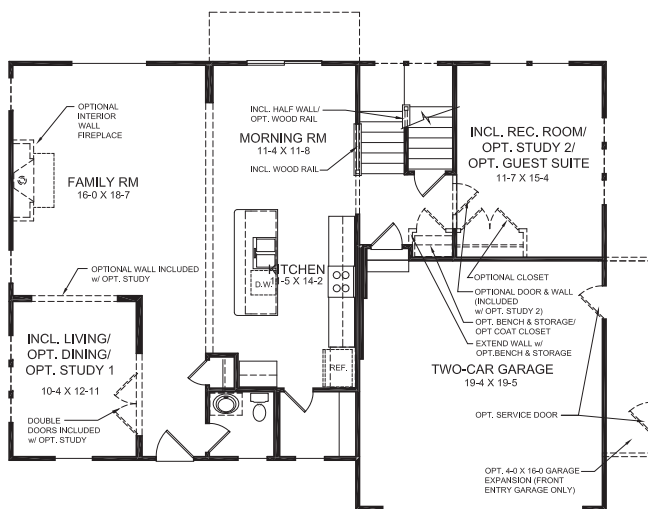 OPTIONAL
INTERIOR
WALL
FIREPLACE
FAMILY RM
16-0 X 18-7
MORNING RM
11-4 X 11-8
INCL. HALF WALL/
OPT. WOOD RAIL
INCL. WOOD RAIL
INCL. REC. ROOM/
OPT. STUDY 2/
OPT. GUEST SUITE
11-7 X 15-4
OPTIONAL WALL INCLUDED
w/ OPT. STUDY
KITCHEN
11-5 X 14-2
D.W.
REF.
INCL. LIVING/
OPT. DINING/
OPT. STUDY 1
10-4 X 12-11
DOUBLE
DOORS INCLUDED
w/ OPT. STUDY
OPTIONAL CLOSET
OPTIONAL DOOR & WALL
(INCLUDED
w/ OPT. STUDY 2)
OPT. BENCH & STORAGE/
OPT COAT CLOSET
EXTEND WALL w/
OPT.BENCH & STORAGE
TWO-CAR GARAGE
19-4 X 19-5
OPT. SERVICE DOOR
OPT. 4-0 X 16-0 GARAGE
EXPANSION (FRONT
ENTRY GARAGE ONLY)